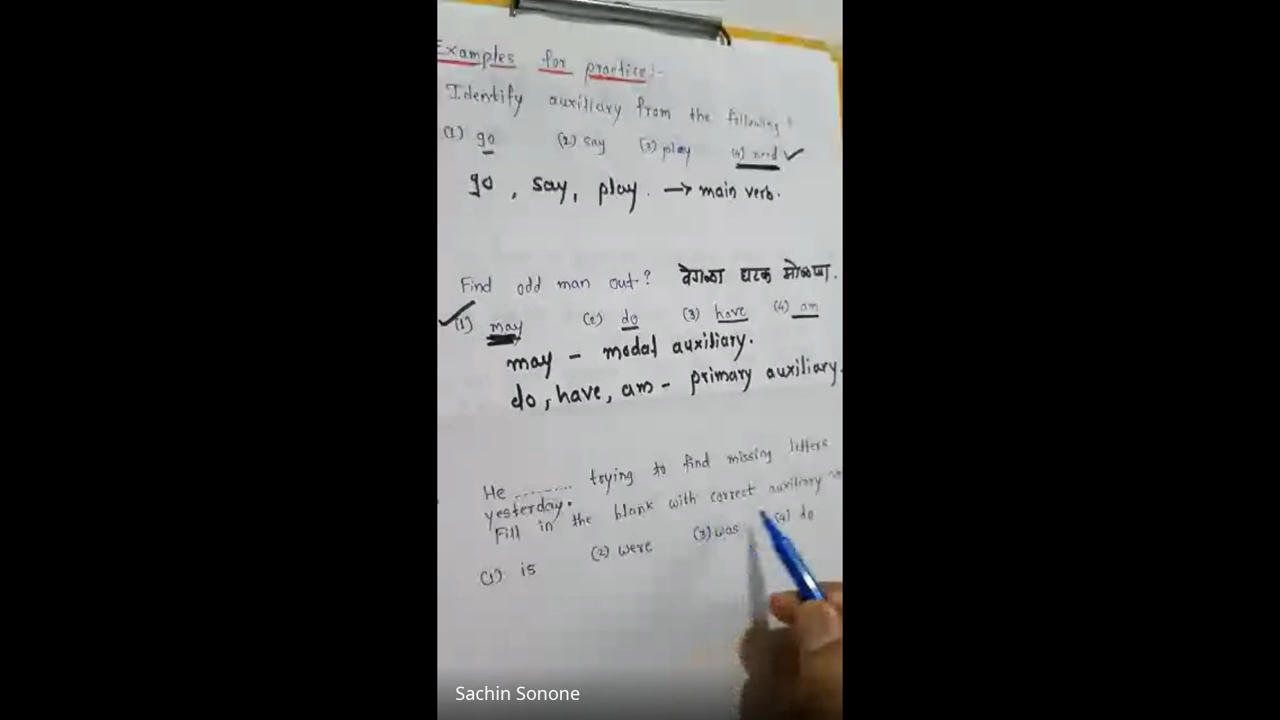 Examples for practice:-
Identify auxiliary from the following?
(1) go (2) say (3) play (4) need ✓
go, say, play. → main verb.
Find odd man out? वेगळा घटक ओळखा.
(1) may (2) do (3) have (4) am
may - modal auxiliary.
do, have, am - primary auxiliary.
He .......... trying to find missing letters
yesterday.
Fill in the blank with correct auxiliary
(1) is (2) were (3) was (4) do
Sachin Sonone